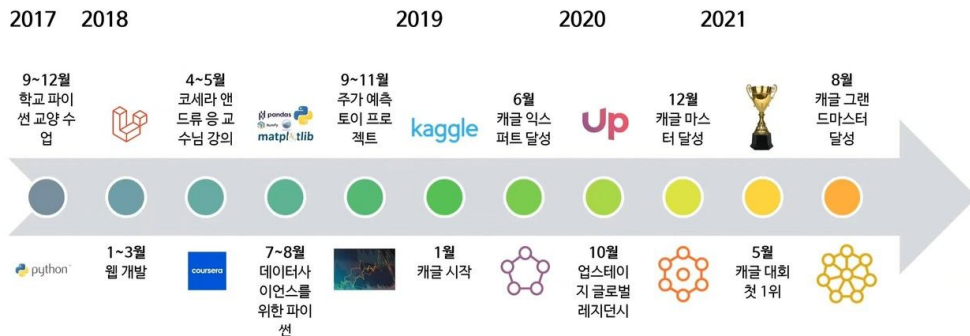 2017
2018
2019
2020
2021
9~12월
학교 파이
썬 교양 수
업
4~5월
코세라 앤
드류 응 교
수님 강의
pandas
NumPy
python
matplotlib
9~11월
주가 예측
토이 프로
젝트
kaggle
6월
캐글 익스
퍼트 달성
Up
12월
캐글 마스
터 달성
8월
캐글 그랜
드마스터
달성
python
1~3월
웹 개발
coursera
7~8월
데이터사
이언스를
위한 파이
썬
1월
캐글 시작
10월
업스테이
지 글로벌
레지던시
5월
캐글 대회
첫 1위